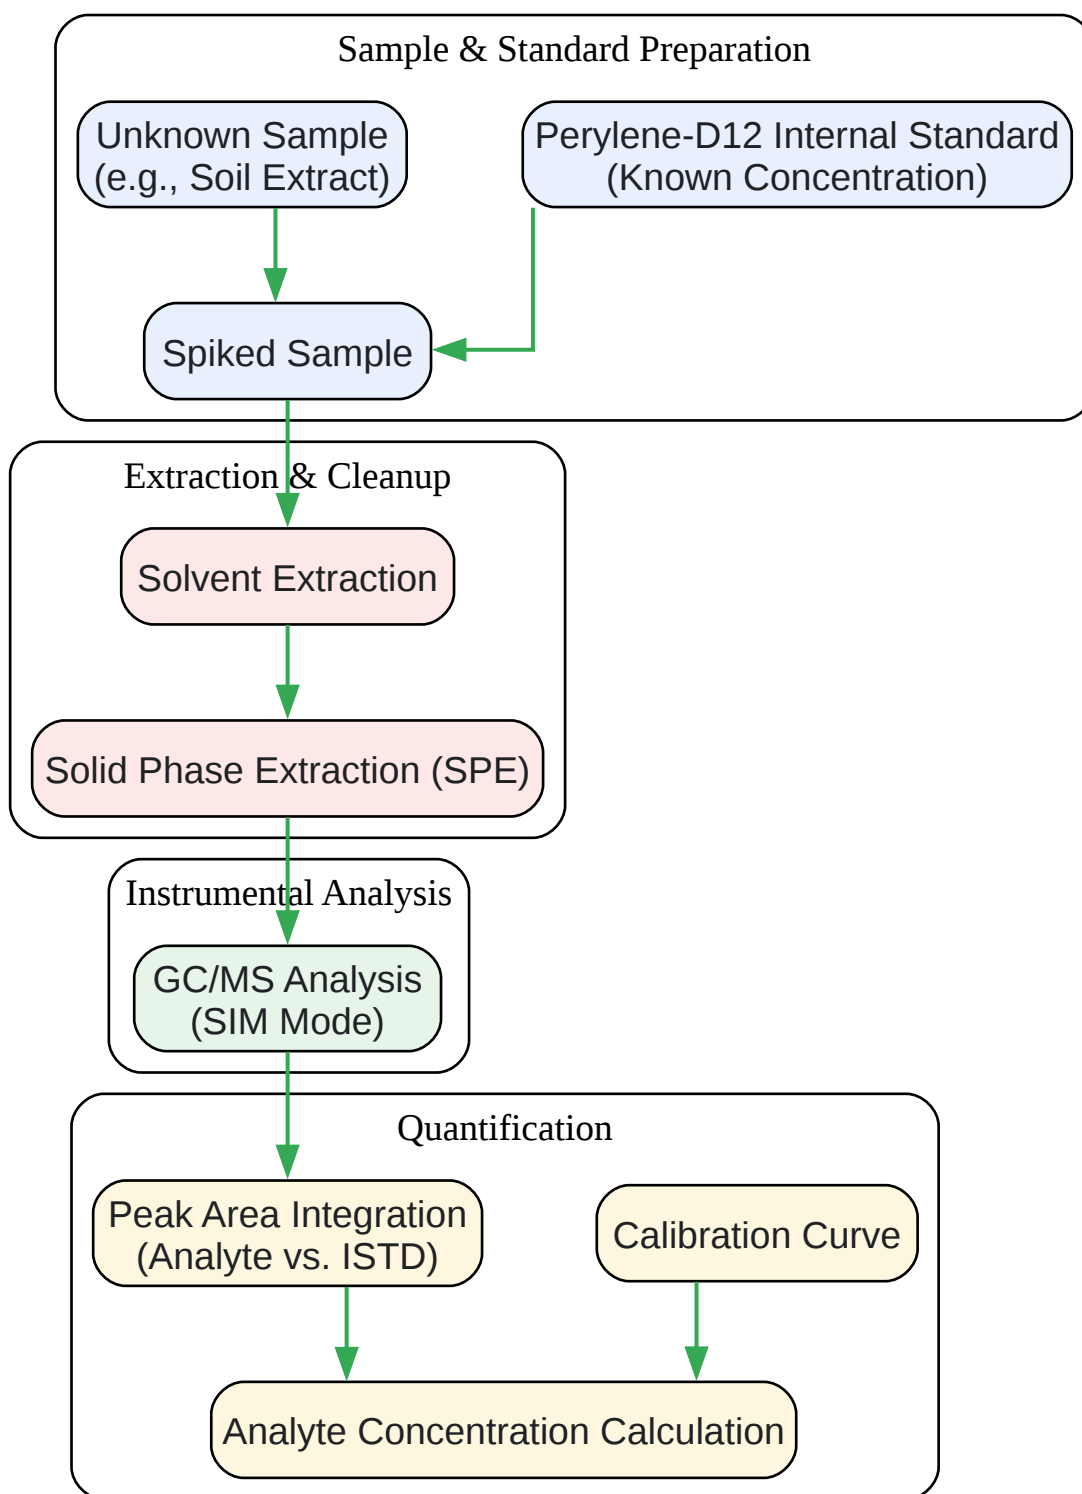 Sample & Standard Preparation
Unknown Sample
(e.g., Soil Extract)
Perylene-D12 Internal Standard
(Known Concentration)
Spiked Sample
Extraction & Cleanup
Solvent Extraction
Solid Phase Extraction (SPE)
Instrumental Analysis
GC/MS Analysis
(SIM Mode)
Quantification
Peak Area Integration
(Analyte vs. ISTD)
Calibration Curve
Analyte Concentration Calculation